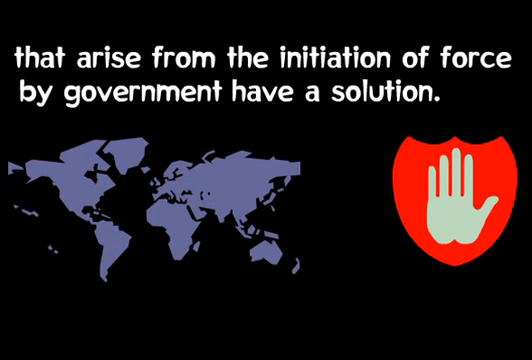 that arise from the initiation of force
by government have a solution.